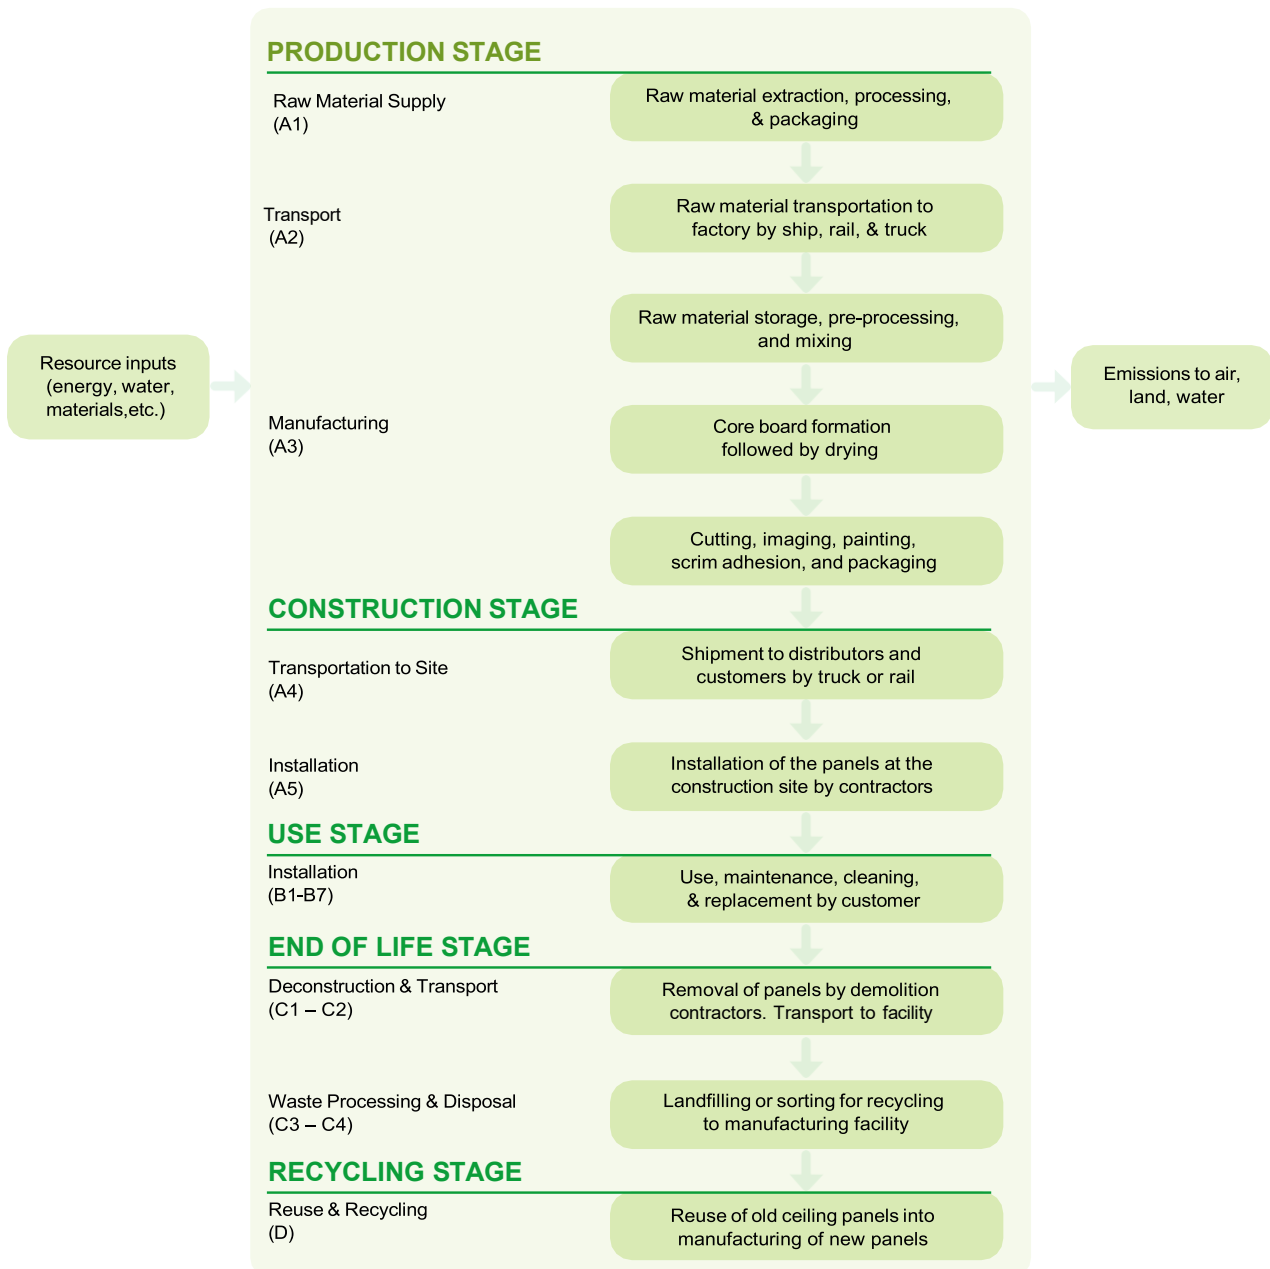 PRODUCTION STAGE
Raw Material Supply
(A1)
Raw material extraction, processing,
& packaging
Transport
(A2)
Raw material transportation to
factory by ship, rail, & truck
Raw material storage, pre-processing,
and mixing
Resource inputs
(energy, water,
materials,etc.)
Emissions to air,
land, water
Manufacturing
(A3)
Core board formation
followed by drying
Cutting, imaging, painting,
scrim adhesion, and packaging
CONSTRUCTION STAGE
Transportation to Site
(A4)
Shipment to distributors and
customers by truck or rail
Installation
(A5)
Installation of the panels at the
construction site by contractors
USE STAGE
Installation
(B1-B7)
Use, maintenance, cleaning,
& replacement by customer
END OF LIFE STAGE
Deconstruction & Transport
(C1 – C2)
Removal of panels by demolition
contractors. Transport to facility
Waste Processing & Disposal
(C3 – C4)
Landfilling or sorting for recycling
to manufacturing facility
RECYCLING STAGE
Reuse & Recycling
(D)
Reuse of old ceiling panels into
manufacturing of new panels